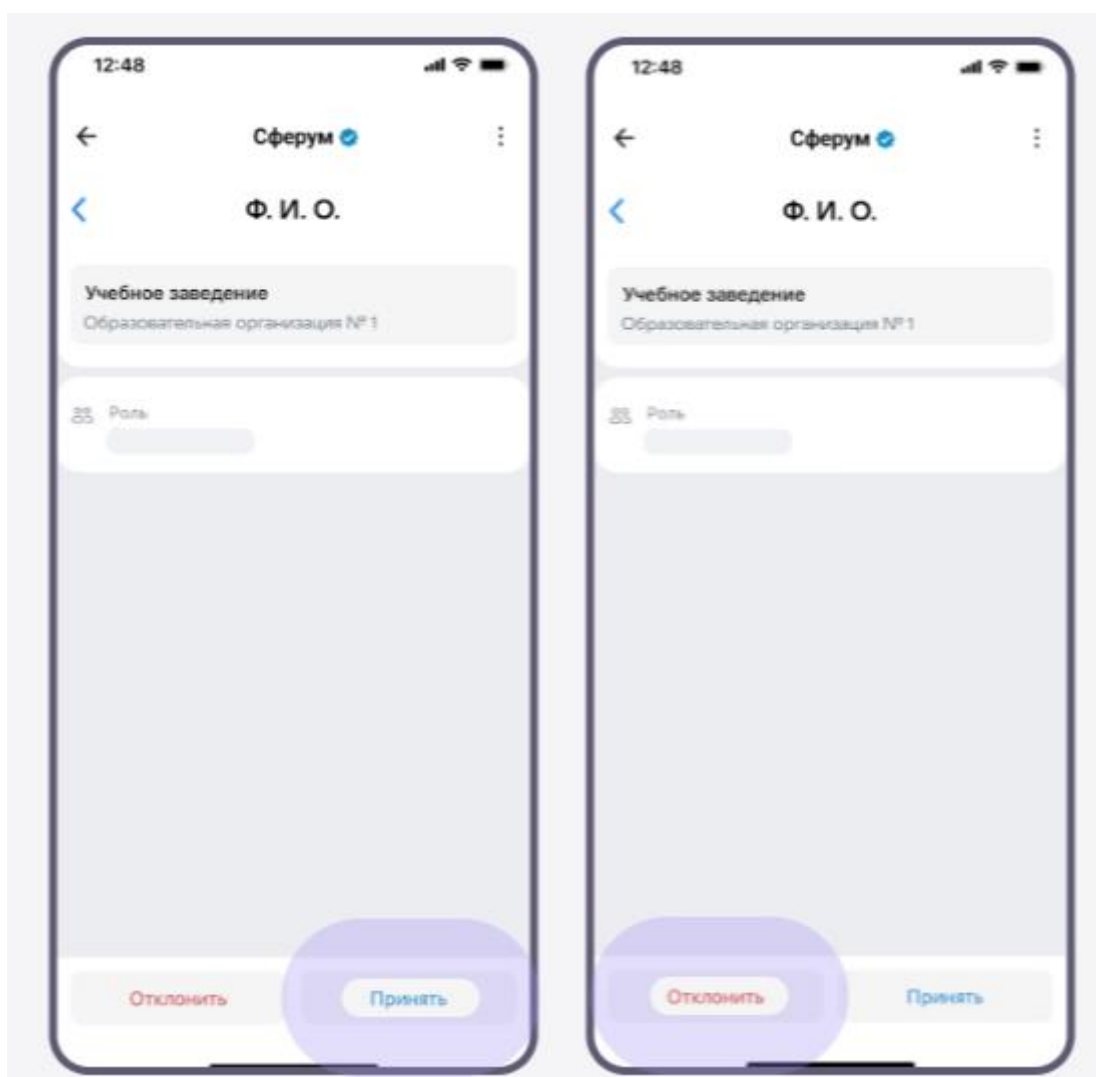 12:48
Сферум
Ф. И. О.
Учебное заведение
Образовательная организация №1
Роль
Отклонить
Принять
12:48
Сферум
Ф. И. О.
Учебное заведение
Образовательная организация №1
Роль
Отклонить
Принять